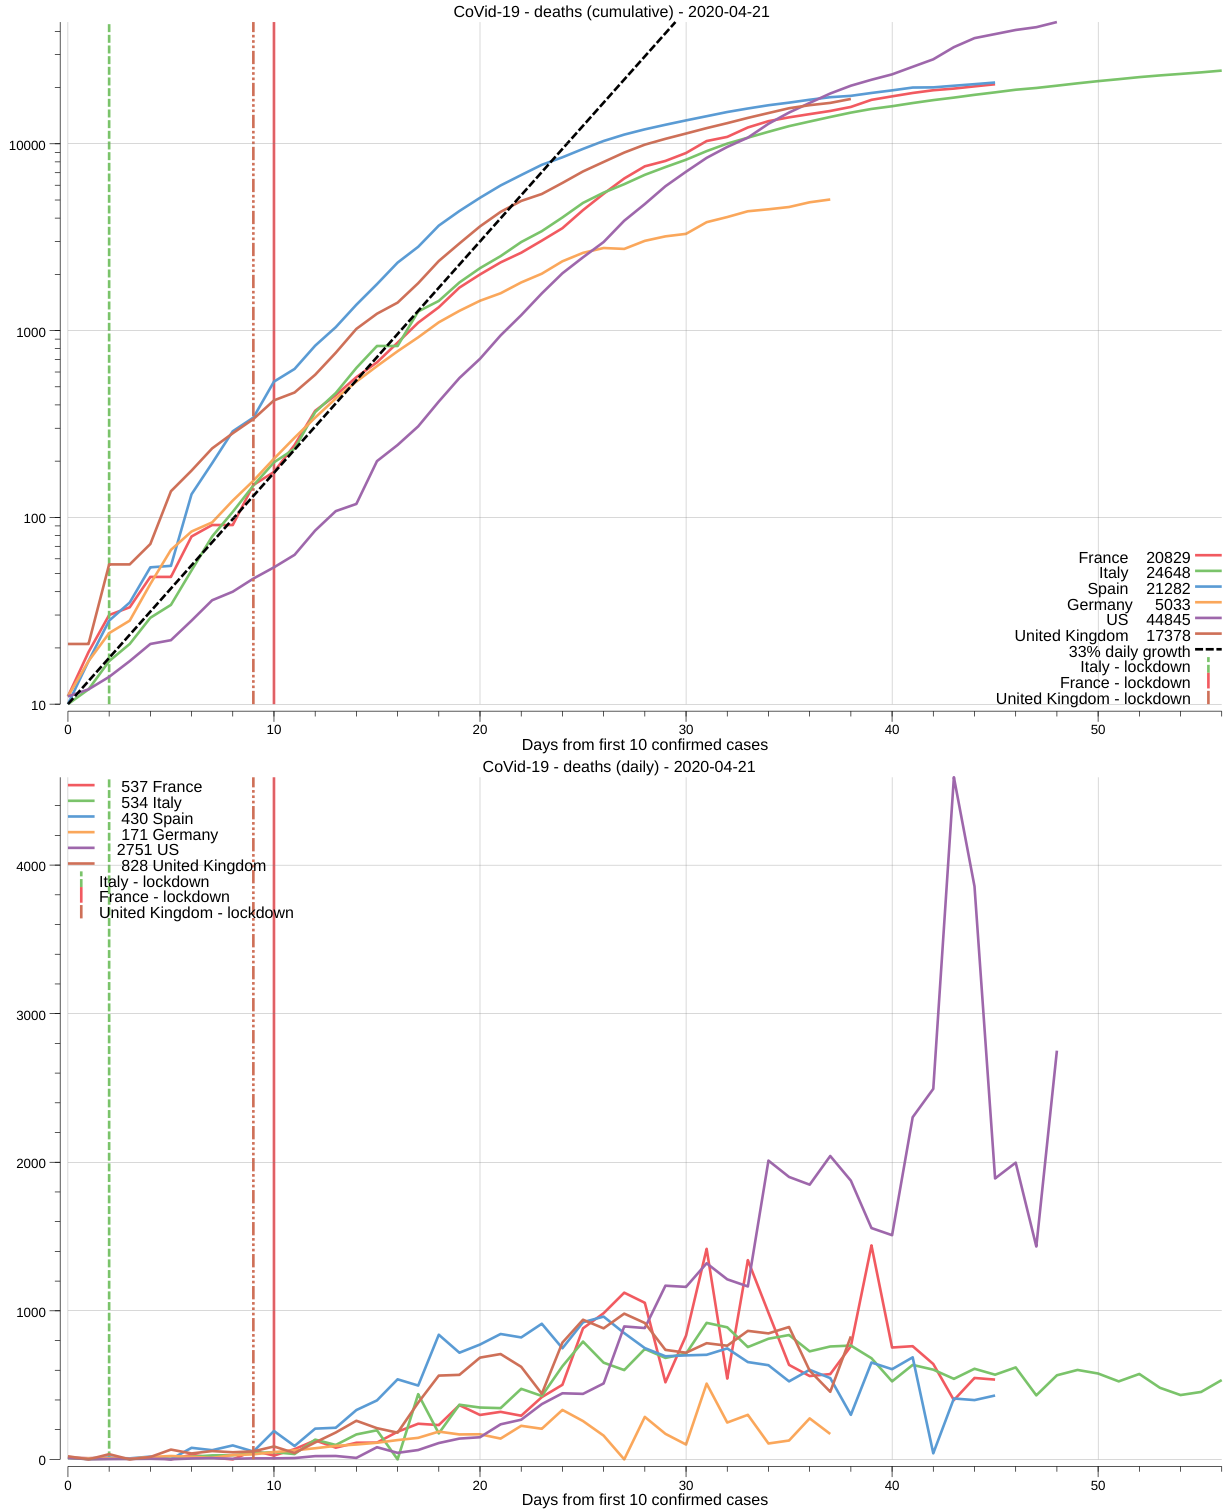 CoVid-19 - deaths (cumulative) - 2020-04-21
10000
1000
100
10
France 20829
Italy 24648
Spain 21282
Germany 5033
US 44845
United Kingdom 17378
33% daily growth
Italy - lockdown
France - lockdown
United Kingdom - lockdown
0 10 20 30 40 50
Days from first 10 confirmed cases
CoVid-19 - deaths (daily) - 2020-04-21
537 France
534 Italy
430 Spain
171 Germany
2751 US
828 United Kingdom
Italy - lockdown
France - lockdown
United Kingdom - lockdown
4000
3000
2000
1000
0
0 10 20 30 40 50
Days from first 10 confirmed cases